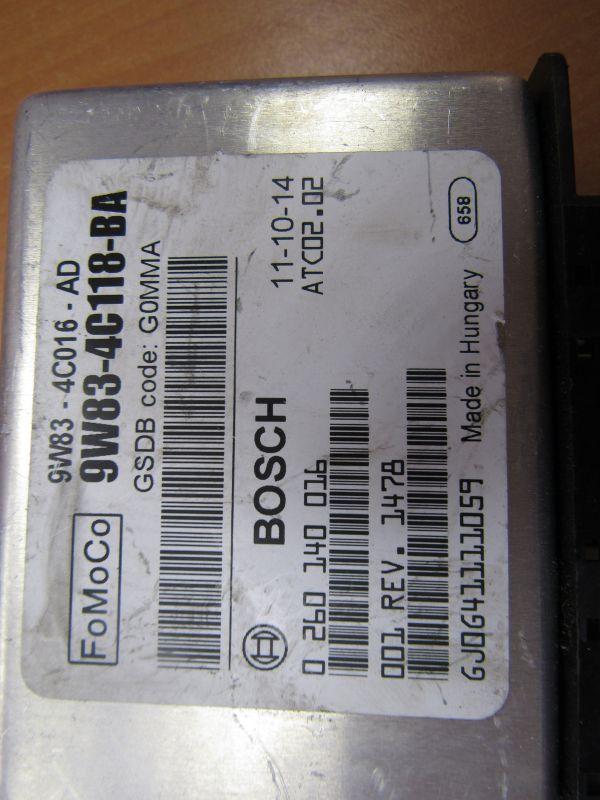 FoMoCo
9W83 - 4C016 - AD
9W83-4C118-BA
GSDB code: G0MMA
BOSCH
11-10-14
ATC02.02
0 260 140 016
001 REV. 1478
GJ0G41111059 Made in Hungary
658